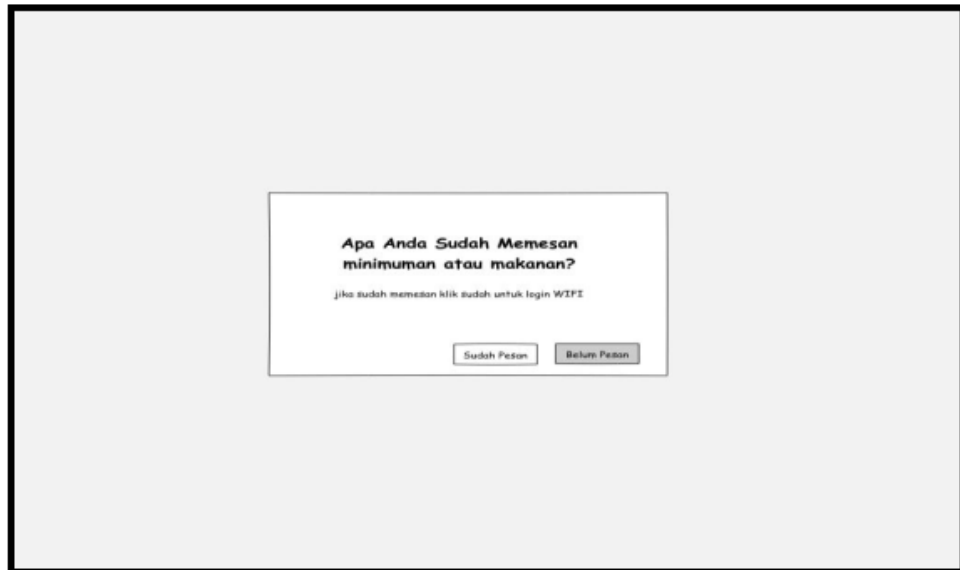 Apa Anda Sudah Memesan
minimuman atau makanan?
jika sudah memesan klik sudah untuk login WIFI
Sudah Pesan
Belum Pesan